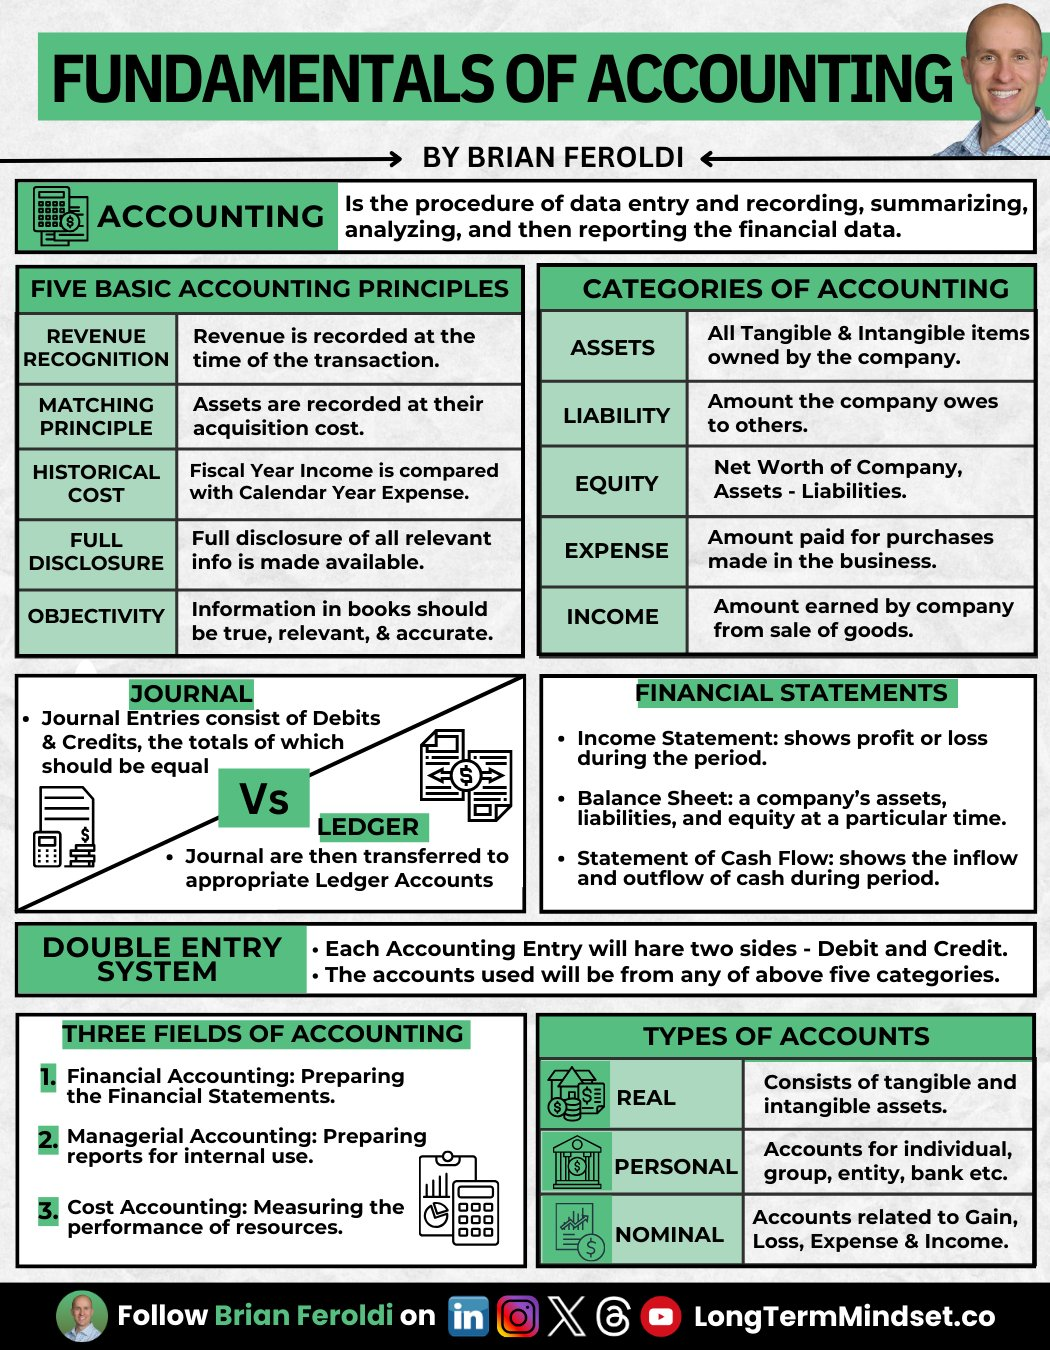 FUNDAMENTALS OF ACCOUNTING
BY BRIAN FEROLDI
ACCOUNTING
Is the procedure of data entry and recording, summarizing,
analyzing, and then reporting the financial data.
FIVE BASIC ACCOUNTING PRINCIPLES
REVENUE
RECOGNITION
Revenue is recorded at the
time of the transaction.
MATCHING
PRINCIPLE
Assets are recorded at their
acquisition cost.
HISTORICAL
COST
Fiscal Year Income is compared
with Calendar Year Expense.
FULL
DISCLOSURE
Full disclosure of all relevant
info is made available.
OBJECTIVITY
Information in books should
be true, relevant, & accurate.
CATEGORIES OF ACCOUNTING
ASSETS
All Tangible & Intangible items
owned by the company.
LIABILITY
Amount the company owes
to others.
EQUITY
Net Worth of Company,
Assets - Liabilities.
EXPENSE
Amount paid for purchases
made in the business.
INCOME
Amount earned by company
from sale of goods.
JOURNAL
• Journal Entries consist of Debits
& Credits, the totals of which
should be equal
Vs
LEDGER
• Journal are then transferred to
appropriate Ledger Accounts
FINANCIAL STATEMENTS
• Income Statement: shows profit or loss
during the period.
• Balance Sheet: a company's assets,
liabilities, and equity at a particular time.
• Statement of Cash Flow: shows the inflow
and outflow of cash during period.
DOUBLE ENTRY
SYSTEM
• Each Accounting Entry will hare two sides - Debit and Credit.
• The accounts used will be from any of above five categories.
THREE FIELDS OF ACCOUNTING
1. Financial Accounting: Preparing
the Financial Statements.
2. Managerial Accounting: Preparing
reports for internal use.
3. Cost Accounting: Measuring the
performance of resources.
TYPES OF ACCOUNTS
REAL
Consists of tangible and
intangible assets.
PERSONAL
Accounts for individual,
group, entity, bank etc.
NOMINAL
Accounts related to Gain,
Loss, Expense & Income.
Follow Brian Feroldi on
LongTermMindset.co